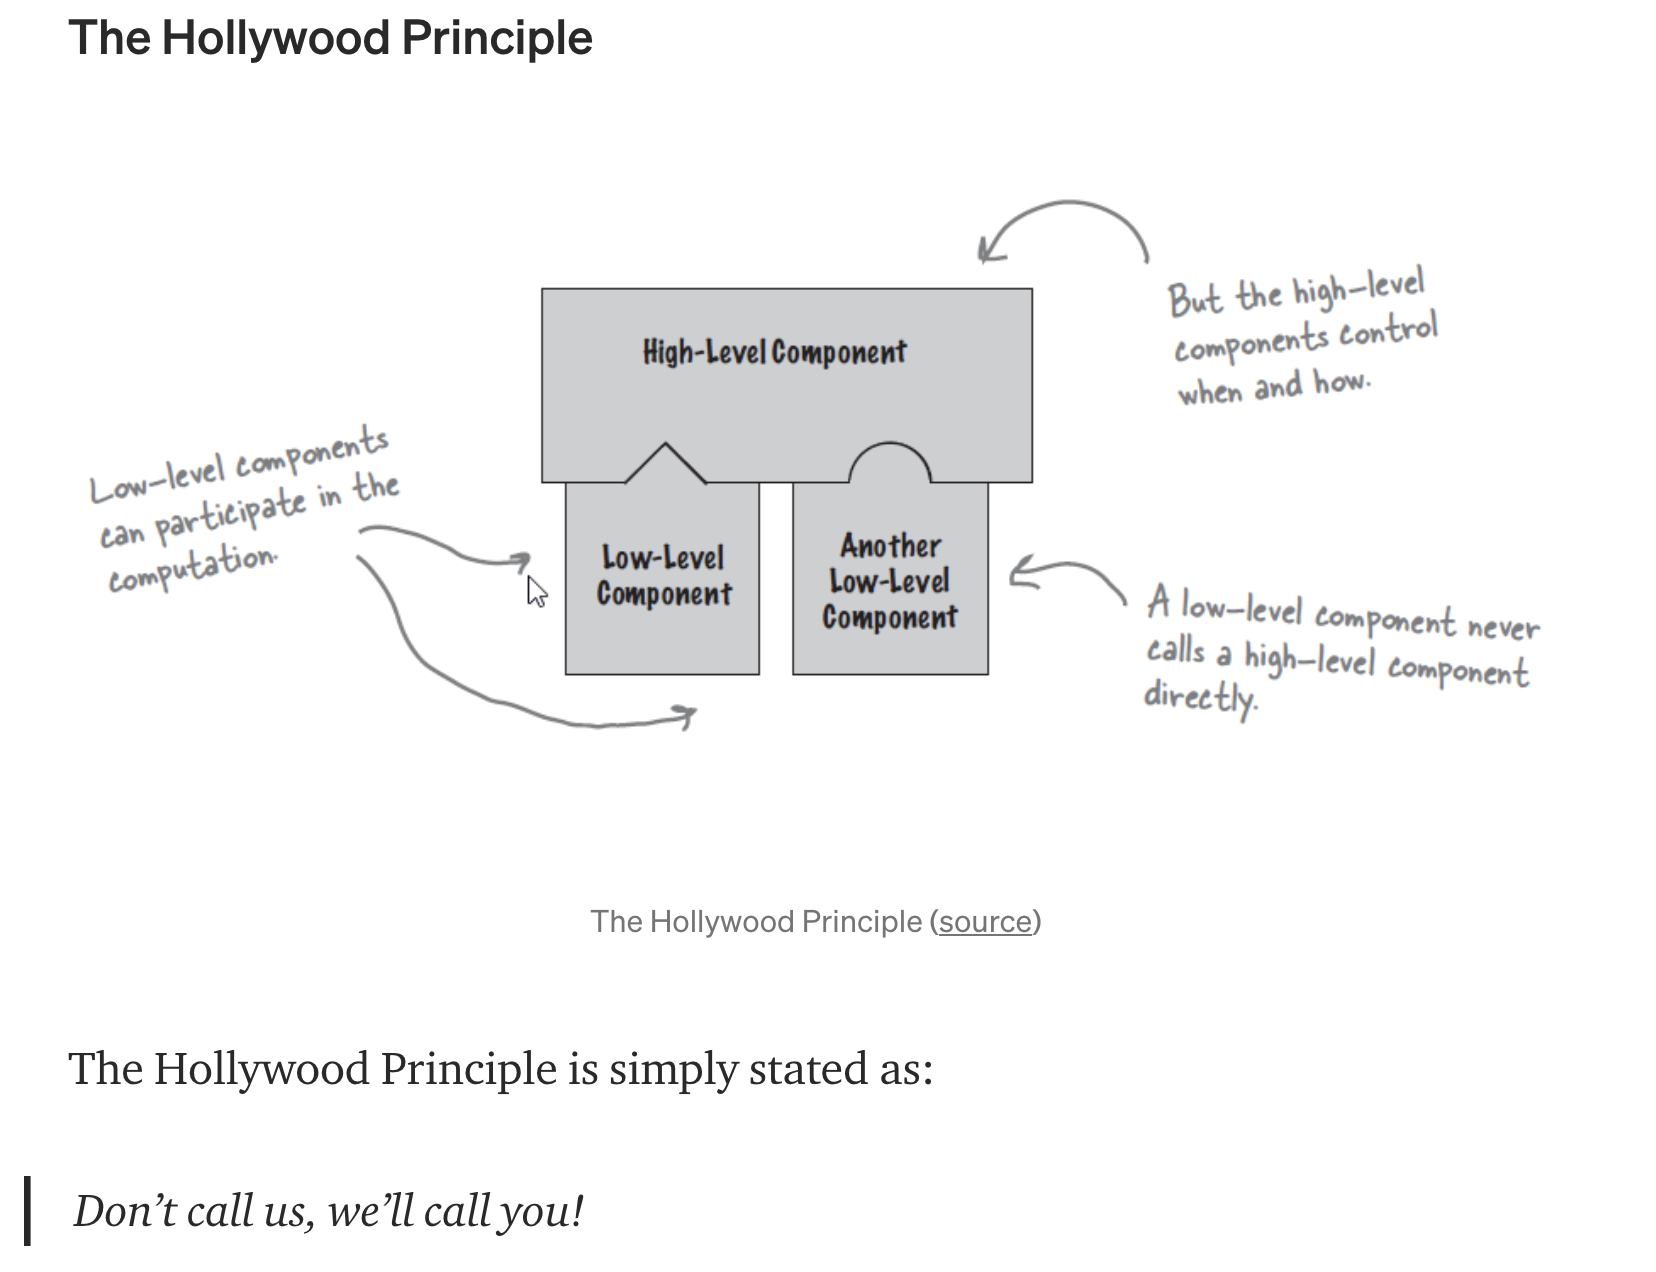 The Hollywood Principle
But the high-level
components control
when and how.
High-Level Component
Low-level components
can participate in the
computation.
Low-Level
Component
Another
Low-Level
Component
A low-level component never
calls a high-level component
directly.
The Hollywood Principle (source)
The Hollywood Principle is simply stated as:
Don’t call us, we’ll call you!